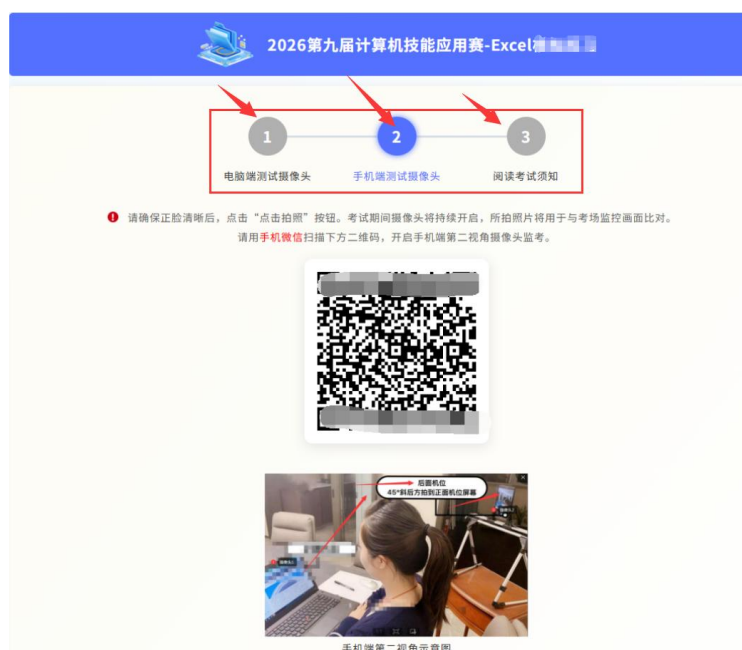 2026第九届计算机技能应用赛-Excel
1
2
3
电脑端测试摄像头
手机端测试摄像头
阅读考试须知
请确保正脸清晰后，点击“点击拍照”按钮。考试期间摄像头将持续开启，所拍照片将用于与考场监控画面比对。
请用手机微信扫描下方二维码，开启手机端第二视角摄像头监考。
后面机位
45°斜后方拍到正面机位屏幕
手机端第二视角示意图